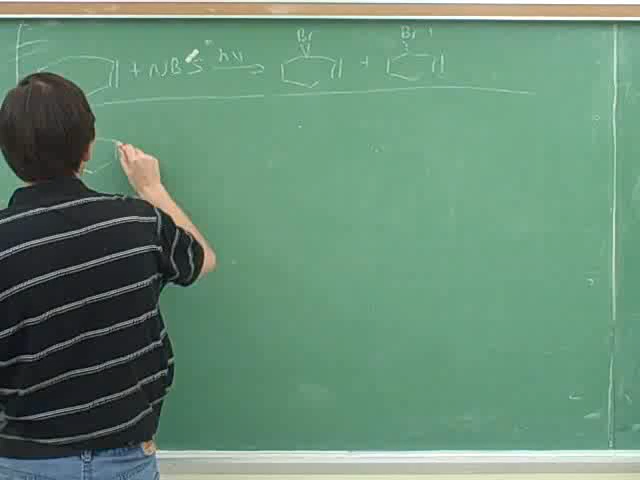 + NBS hν → Br + Br